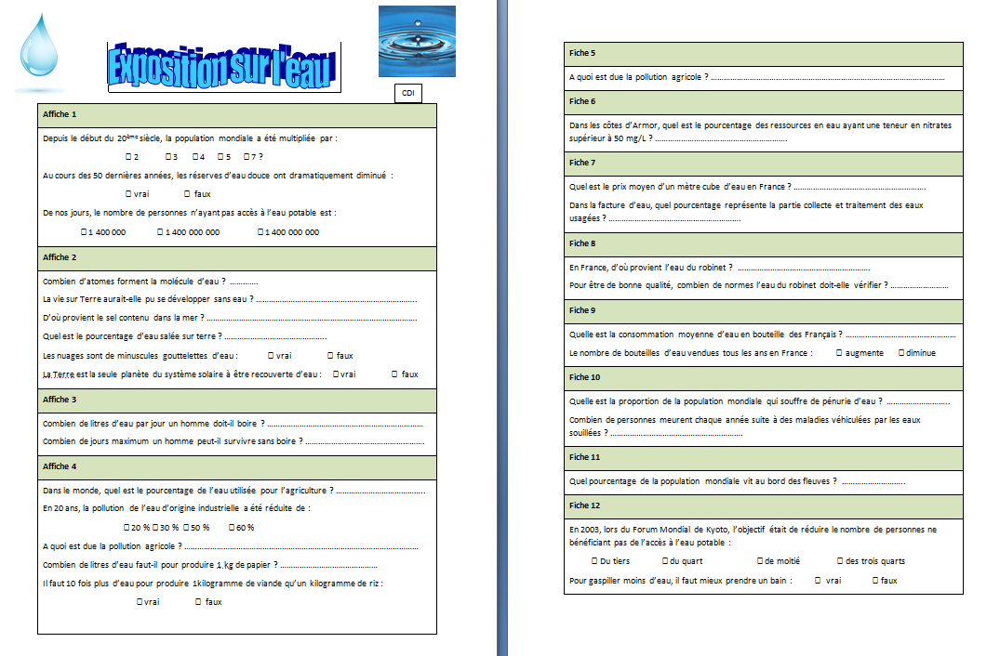 Exposition sur l'eau
CDI
Affiche 1
Depuis le début du 20ème siècle, la population mondiale a été multipliée par :
□ 2 □ 3 □ 4 □ 5 □ 7 ?
Au cours des 50 dernières années, les réserves d'eau douce ont dramatiquement diminué :
□ vrai □ faux
De nos jours, le nombre de personnes n'ayant pas accès à l'eau potable est :
□ 1 400 000 □ 1 400 000 000 □ 1 400 000 000
Affiche 2
Combien d'atomes forment la molécule d'eau ? .............
La vie sur Terre aurait-elle pu se développer sans eau ? ..........................................................................
D'où provient le sel contenu dans la mer ? .................................................................................................
Quel est le pourcentage d'eau salée sur terre ? ...............................................
Les nuages sont de minuscules gouttelettes d'eau : □ vrai □ faux
La Terre est la seule planète du système solaire à être recouverte d'eau : □ vrai □ faux
Affiche 3
Combien de litres d'eau par jour un homme doit-il boire ? ........................................................................
Combien de jours maximum un homme peut-il survivre sans boire ? .......................................................
Affiche 4
Dans le monde, quel est le pourcentage de l'eau utilisée pour l'agriculture ? .........................................
En 20 ans, la pollution de l'eau d'origine industrielle a été réduite de :
□ 20 % □ 30 % □ 50 % □ 60 %
A quoi est due la pollution agricole ? ............................................................................................................
Combien de litres d'eau faut-il pour produire 1 kg de papier ? .............................................
Il faut 10 fois plus d'eau pour produire 1kilogramme de viande qu'un kilogramme de riz :
□ vrai □ faux
Fiche 5
A quoi est due la pollution agricole ? ............................................................................................................
Fiche 6
Dans les côtes d'Armor, quel est le pourcentage des ressources en eau ayant une teneur en nitrates
supérieur à 50 mg/L ? .............................................................
Fiche 7
Quel est le prix moyen d'un mètre cube d'eau en France ? .............................................................
Dans la facture d'eau, quel pourcentage représente la partie collecte et traitement des eaux
usagées ? .............................................................
Fiche 8
En France, d'où provient l'eau du robinet ? .............................................................
Pour être de bonne qualité, combien de normes l'eau du robinet doit-elle vérifier ? ...........................
Fiche 9
Quelle est la consommation moyenne d'eau en bouteille des Français ? ...................................................
Le nombre de bouteilles d'eau vendues tous les ans en France : □ augmente □ diminue
Fiche 10
Quelle est la proportion de la population mondiale qui souffre de pénurie d'eau ? .............................
Combien de personnes meurent chaque année suite à des maladies véhiculées par les eaux
souillées ? .............................................................
Fiche 11
Quel pourcentage de la population mondiale vit au bord des fleuves ? .............................
Fiche 12
En 2003, lors du Forum Mondial de Kyoto, l'objectif était de réduire le nombre de personnes ne
bénéficiant pas de l'accès à l'eau potable :
□ Du tiers □ du quart □ de moitié □ des trois quarts
Pour gaspiller moins d'eau, il faut mieux prendre un bain : □ vrai □ faux